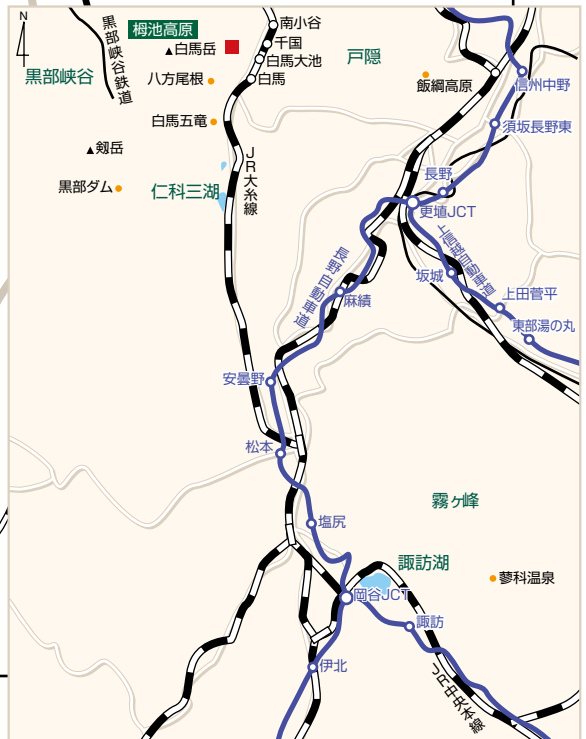 N
黒部峡谷鉄道
栂池高原
▲白馬岳
南小谷
千国
白馬大池
白馬
黒部峡谷
八方尾根
戸隠
飯綱高原
信州中野
白馬五竜
須坂長野東
▲剱岳
JR大糸線
黒部ダム
仁科三湖
長野
更埴JCT
上信越自動車道
長野自動車道
坂城
麻績
上田菅平
東部湯の丸
安曇野
松本
霧ヶ峰
塩尻
諏訪湖
蓼科温泉
岡谷JCT
諏訪
伊北
JR中央本線